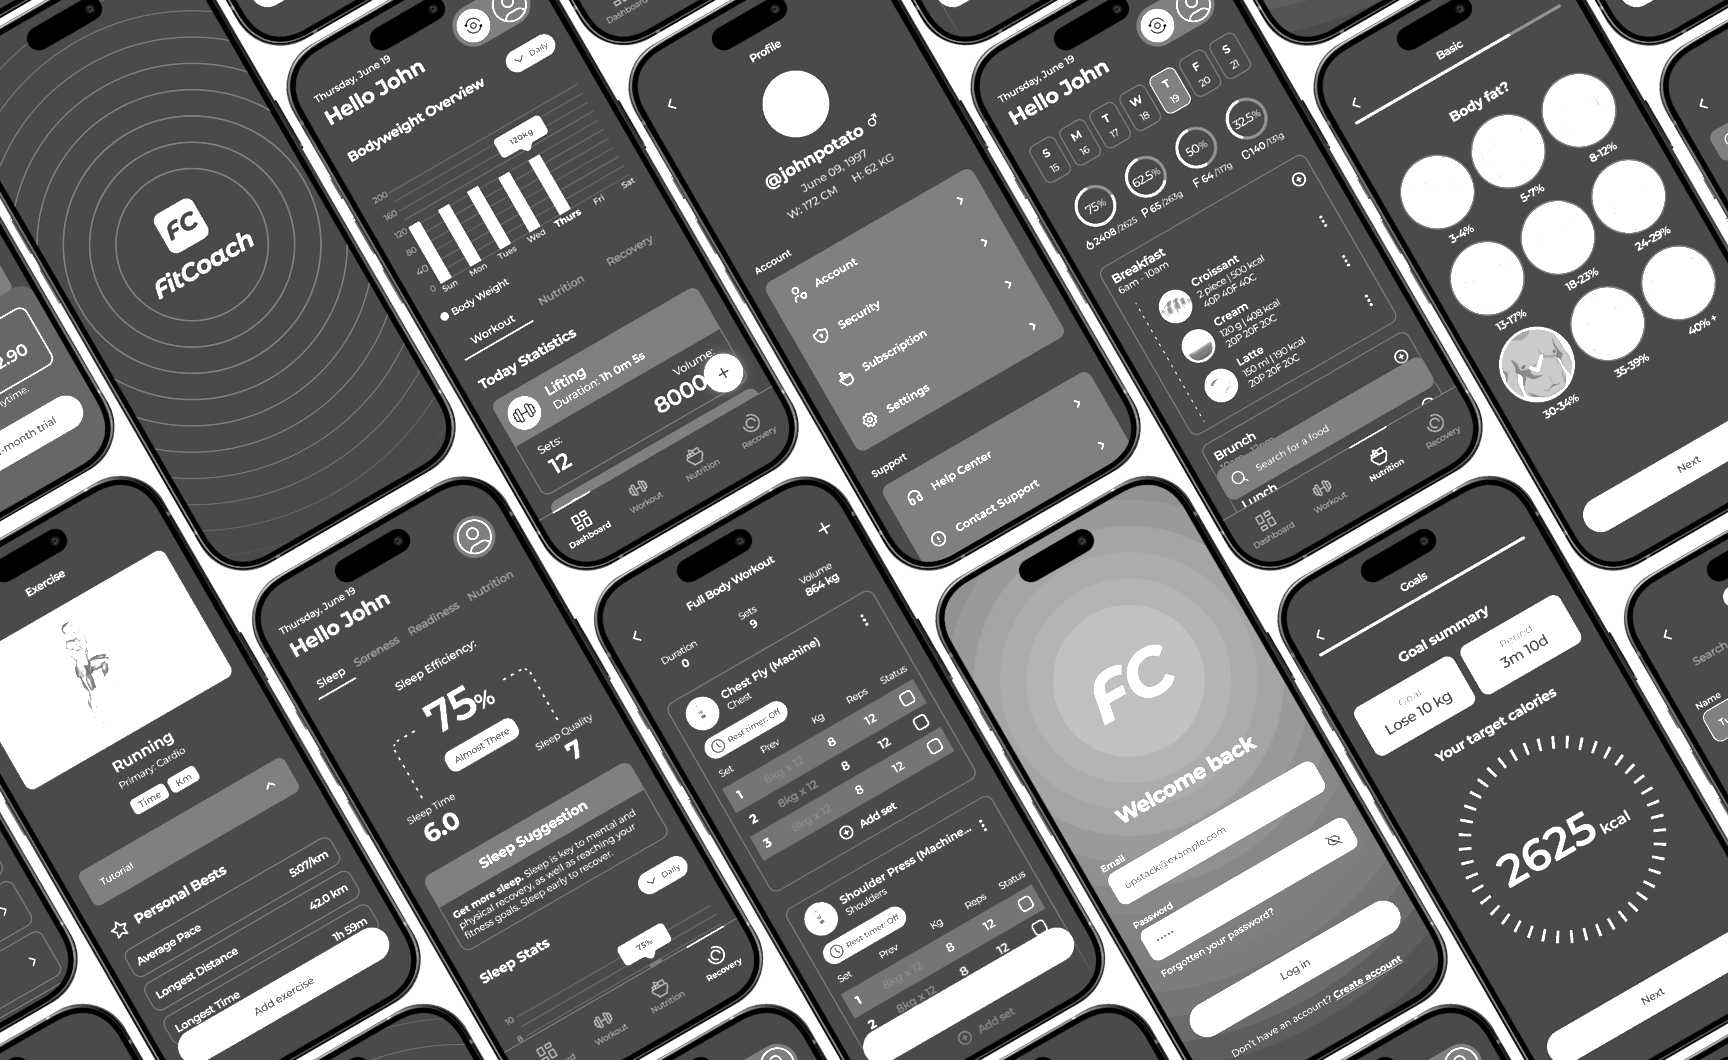 2.90
nytime.
-month trial
FC
FitCoach
Thursday, June 19
Hello John
Daily
Bodyweight Overview
120kg
200
160
120
80
40
0
Sun
Mon
Tues
Wed
Thurs
Fri
Sat
Body Weight
Workout
Nutrition
Recovery
Today Statistics
Lifting
Duration: 1h 0m 5s
Sets:
12
Volume:
8000
Dashboard
Workout
Nutrition
Recovery
Profile
@johnpotato
June 09, 1997
W: 172 CM H: 62 KG
Account
Account
Security
Subscription
Settings
Support
Help Center
Contact Support
Dashboard
Thursday, June 19
Hello John
S 15
M 16
T 17
W 18
T 19
F 20
S 21
75%
62.5%
50%
32.5%
2408/2625
P 65/263g
F 64/117g
C140/131g
Breakfast
6am - 10am
Croissant
2 piece | 500 kcal
40P 40F 40C
Cream
120 g | 408 kcal
20P 20F 20C
Latte
150 ml | 190 kcal
20P 20F 20C
Brunch
Search for a food
Lunch
Dashboard
Workout
Nutrition
Recovery
Basic
Body fat?
3-4%
5-7%
8-12%
13-17%
18-23%
24-29%
30-34%
35-39%
40% +
Next
Exercise
Running
Primary: Cardio
Time
Km
Tutorial
Personal Bests
Average Pace
5:07/km
Longest Distance
42.0 km
Longest Time
1h 59m
Add exercise
Thursday, June 19
Hello John
Sleep
Soreness
Readiness
Nutrition
Sleep Efficiency:
75%
Almost There
Sleep Quality
7
Sleep Time
6.0
Sleep Suggestion
Get more sleep. Sleep is key to mental and
physical recovery, as well as reaching your
fitness goals. Sleep early to recover.
Daily
Sleep Stats
75%
10
8
Workout
Nutrition
Recovery
Full Body Workout
Duration
0
Sets
9
Volume
864 kg
Chest Fly (Machine)
Chest
Rest timer: Off
Set
Prev
Kg
Reps
Status
1 8kg x 12 8 12
2 8kg x 12 8 12
3 8kg x 12 8 12
Add set
Shoulder Press (Machine...
Shoulders
Rest timer: Off
Set
Prev
Kg
Reps
Status
1 8kg x 12 8 12
2 8kg x 12 8 12
Add set
FC
Welcome back
Email
upstack@example.com
Password
Forgotten your password?
Log in
Don't have an account? Create account
Goals
Goal summary
Goal
Lose 10 kg
Period
3m 10d
Your target calories
2625 kcal
Next
Search
Name